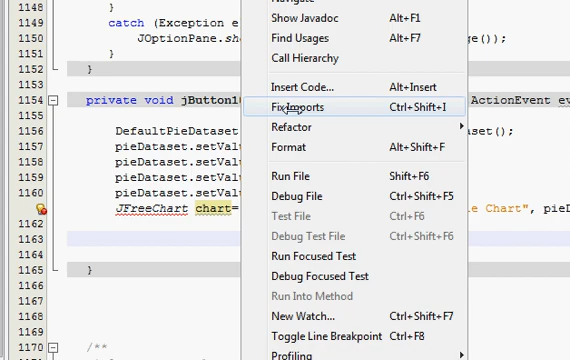 1148 }
Navigate
1149 catch (Exception e Show Javadoc Alt+F1
1150 JOptionPane.sho Find Usages Alt+F7 ge());
1151 } Call Hierarchy
1152 }
1153 Insert Code... Alt+Insert
1154 private void jButton1 Fix Imports Ctrl+Shift+I ActionEvent ev
1155 Refactor
1156 DefaultPieDataset Format Alt+Shift+F set();
1157 pieDataset.setVal
1158 pieDataset.setVal Run File Shift+F6
1159 pieDataset.setVal Debug File Ctrl+Shift+F5
1160 pieDataset.setVal
JFreeChart chart= Test File Ctrl+F6 e Chart", pieD
1162 Debug Test File Ctrl+Shift+F6
1163
1164 Run Focused Test
1165 } Debug Focused Test
1166 Run Into Method
1167 New Watch... Ctrl+Shift+F7
1168 Toggle Line Breakpoint Ctrl+F8
1169
1170 /** Profiling